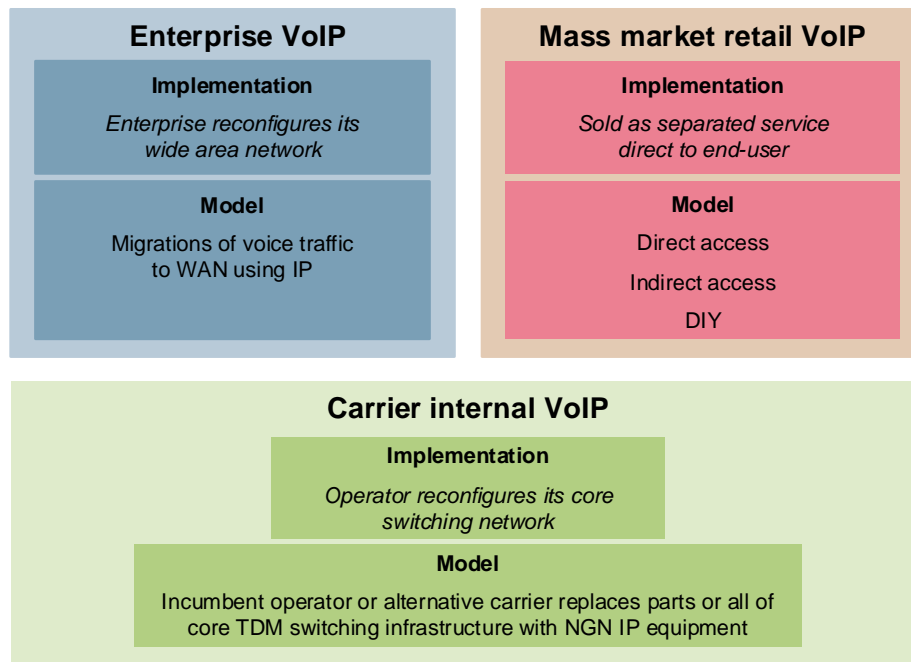 Enterprise VoIP
Implementation
Enterprise reconfigures its
wide area network
Model
Migrations of voice traffic
to WAN using IP
Mass market retail VoIP
Implementation
Sold as separated service
direct to end-user
Model
Direct access
Indirect access
DIY
Carrier internal VoIP
Implementation
Operator reconfigures its core
switching network
Model
Incumbent operator or alternative carrier replaces parts or all of
core TDM switching infrastructure with NGN IP equipment